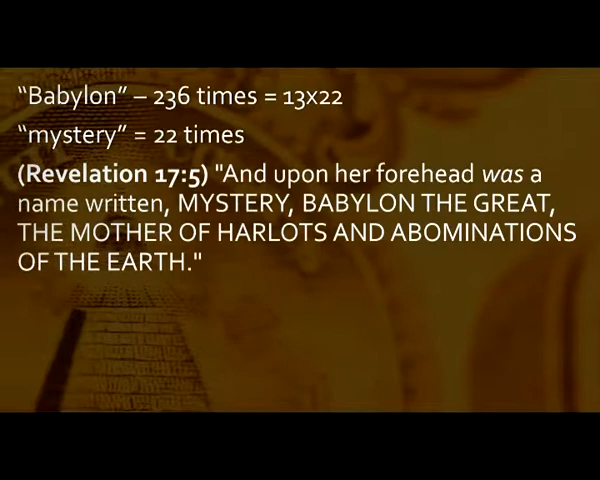 “Babylon” – 236 times = 13x22
“mystery” = 22 times
(Revelation 17:5) "And upon her forehead was a
name written, MYSTERY, BABYLON THE GREAT,
THE MOTHER OF HARLOTS AND ABOMINATIONS
OF THE EARTH."